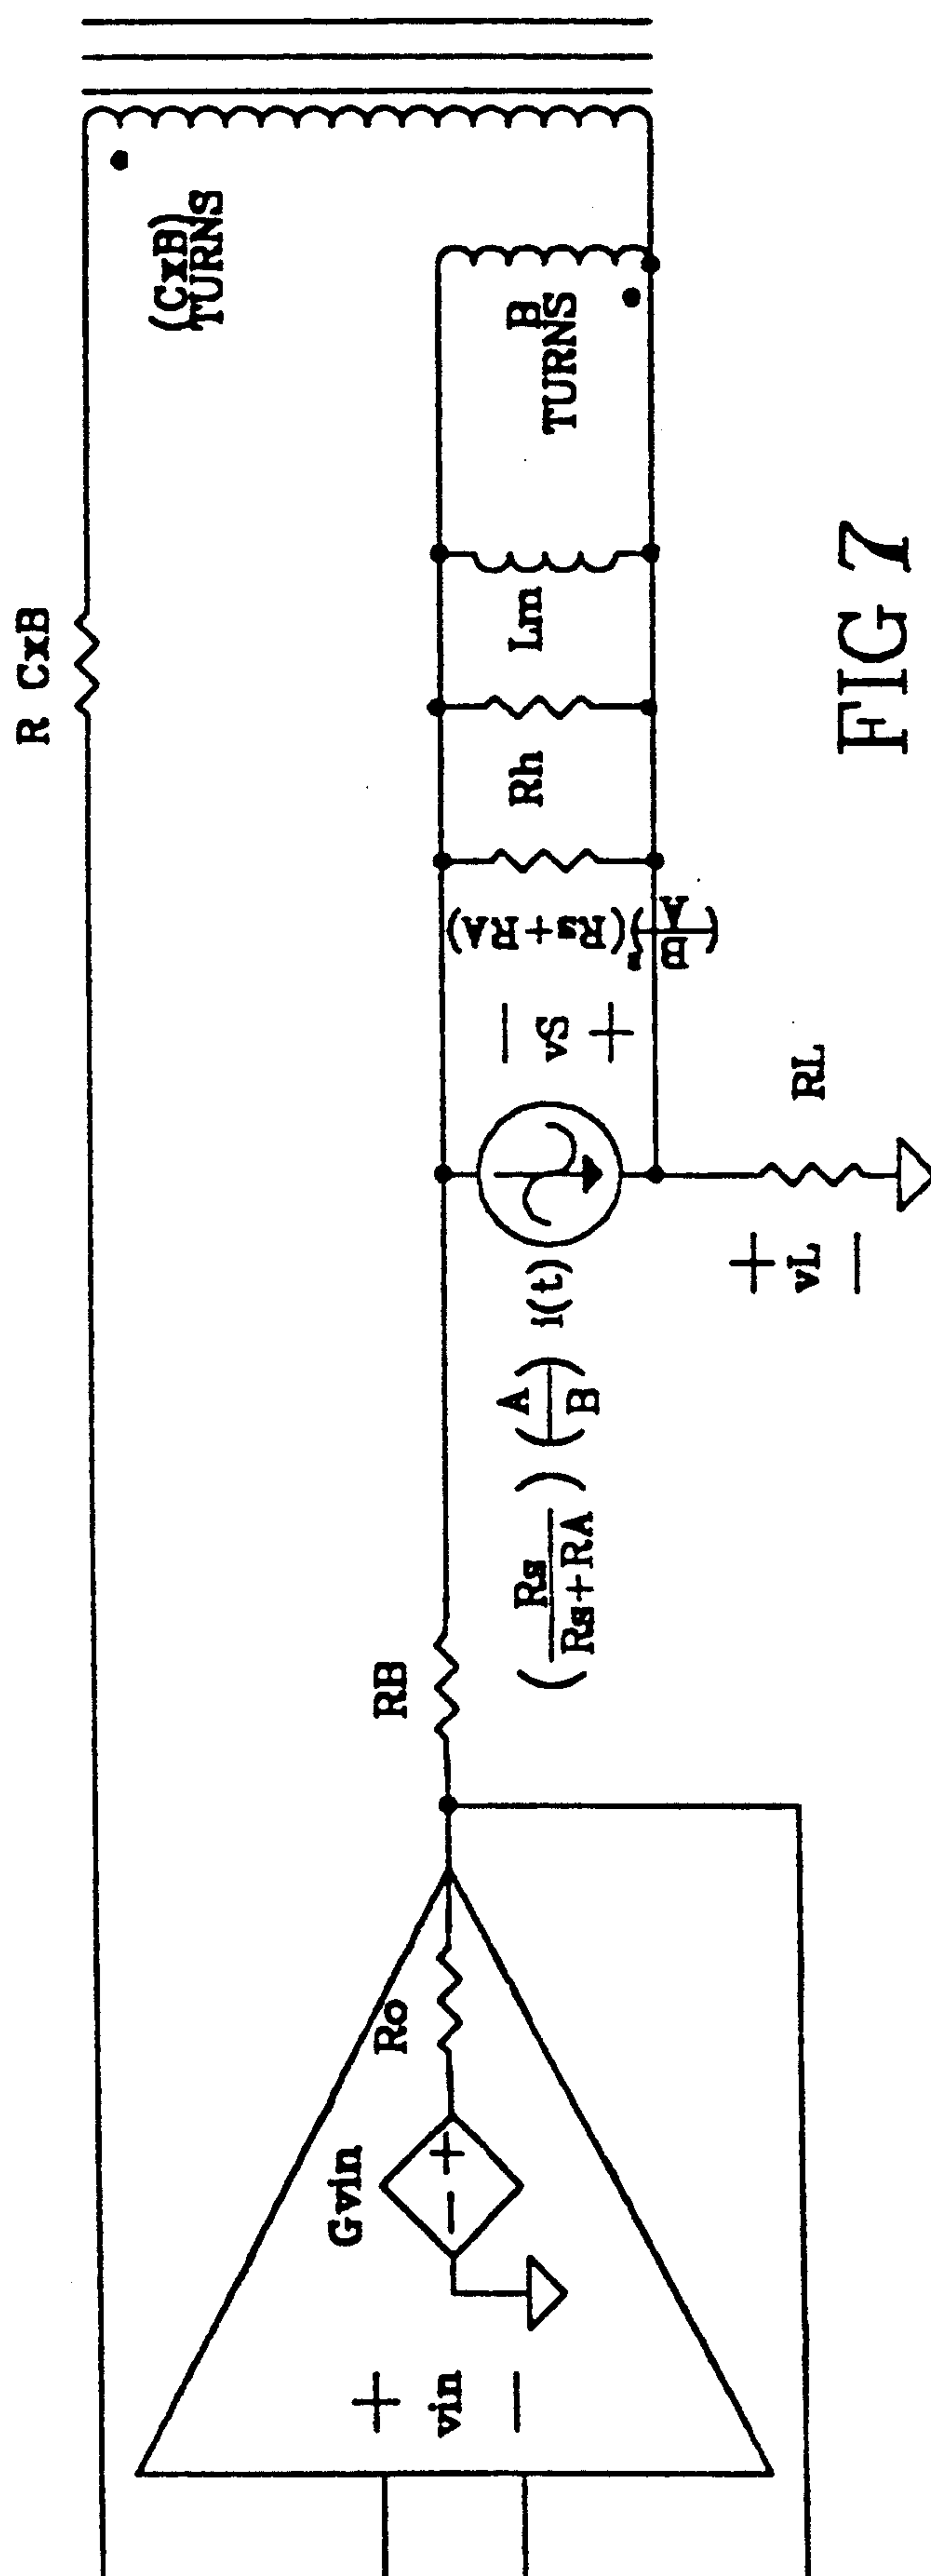 R CxB
(CxB)
TURNS
B
TURNS
Lm
Rh
(B/A)²(Rs+RA)
− vS +
RL
+ vL −
(Rs/Rs+RA) (A/B) i(t)
RB
Ro
Gvin
+ −
+ vin −
FIG 7